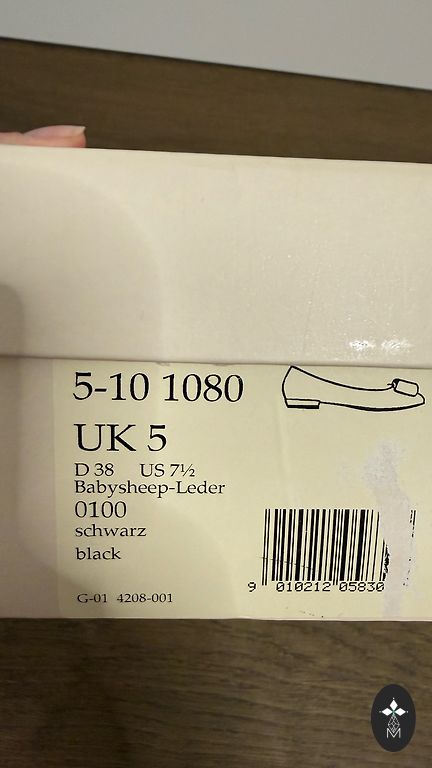 5-10 1080
UK 5
D 38 US 7½
Babysheep-Leder
0100
schwarz
black
9 010212 05830
G-01 4208-001
M